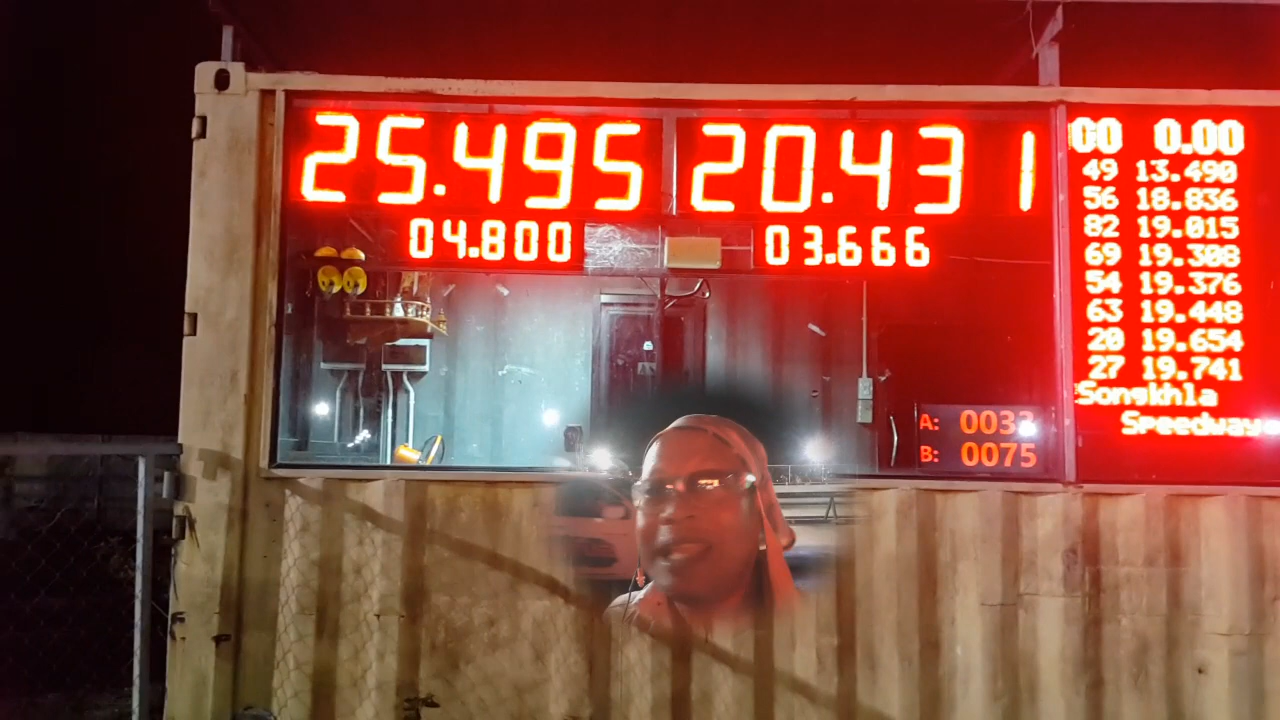 25.495 20.431
04.800 03.666
00 0.00
49 13.490
56 18.836
82 19.015
69 19.308
54 19.376
63 19.448
20 19.654
27 19.741
Songkhla
Speedway
A:
B: 0075